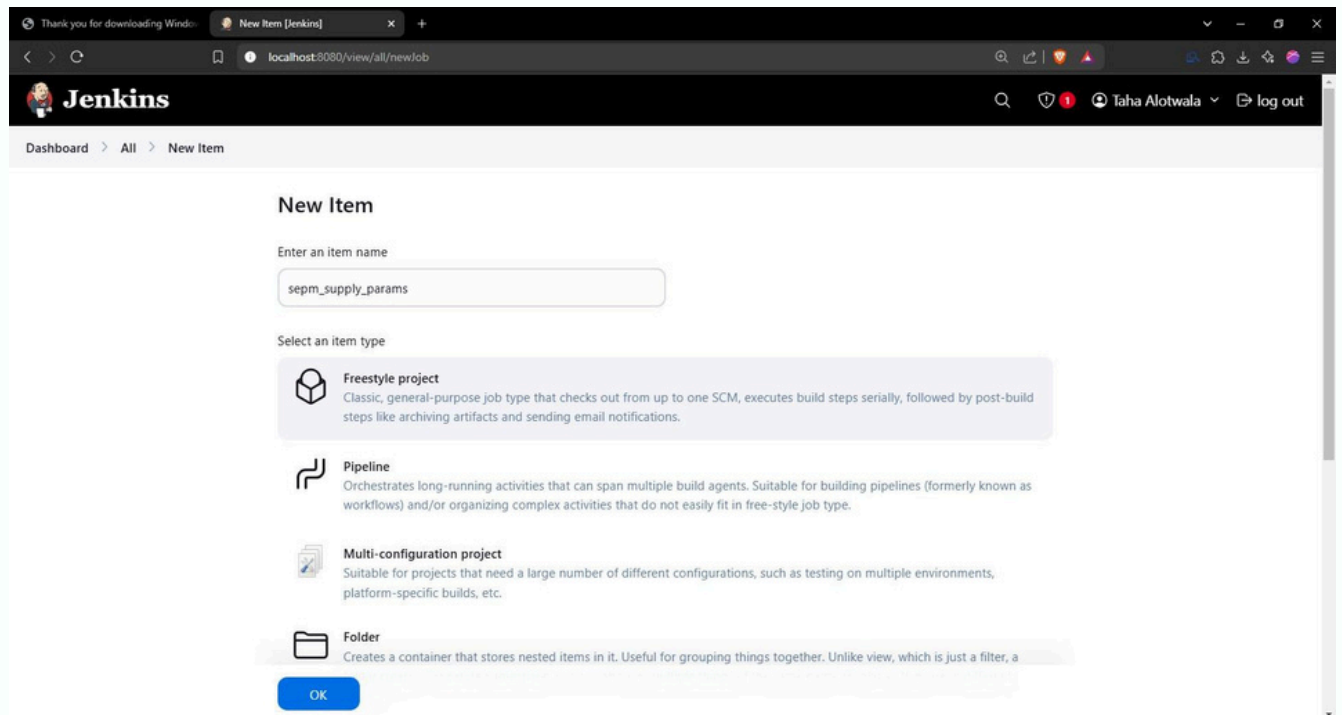 Thank you for downloading Windo
New Item [Jenkins]
localhost:8080/view/all/newJob
Jenkins
1
Taha Alotwala
log out
Dashboard > All > New Item
New Item
Enter an item name
sepm_supply_params
Select an item type
Freestyle project
Classic, general-purpose job type that checks out from up to one SCM, executes build steps serially, followed by post-build
steps like archiving artifacts and sending email notifications.
Pipeline
Orchestrates long-running activities that can span multiple build agents. Suitable for building pipelines (formerly known as
workflows) and/or organizing complex activities that do not easily fit in free-style job type.
Multi-configuration project
Suitable for projects that need a large number of different configurations, such as testing on multiple environments,
platform-specific builds, etc.
Folder
Creates a container that stores nested items in it. Useful for grouping things together. Unlike view, which is just a filter, a
OK